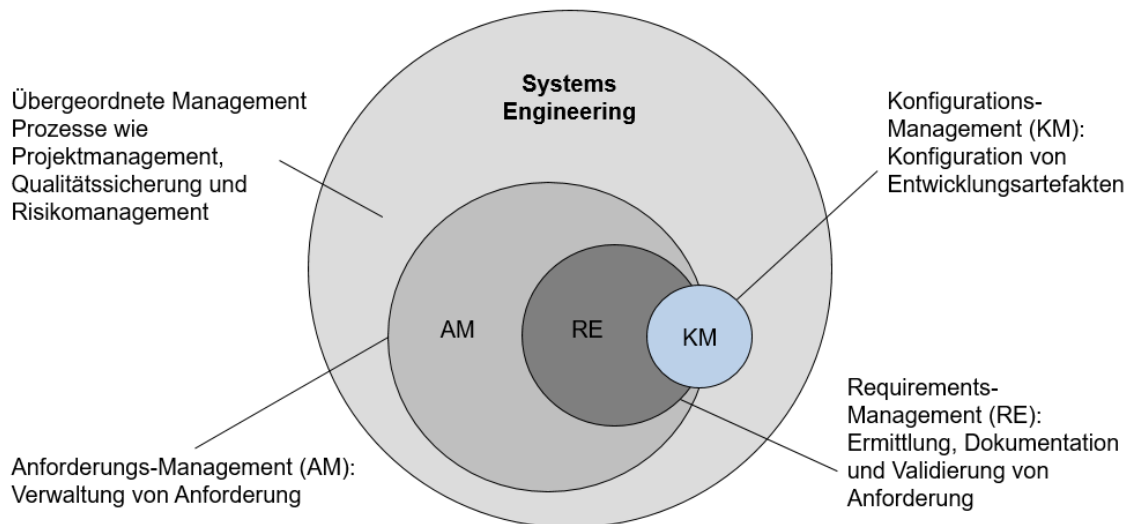 Systems
Engineering
Übergeordnete Management
Prozesse wie
Projektmanagement,
Qualitätssicherung und
Risikomanagement
Konfigurations-
Management (KM):
Konfiguration von
Entwicklungsartefakten
AM
RE
KM
Anforderungs-Management (AM):
Verwaltung von Anforderung
Requirements-
Management (RE):
Ermittlung, Dokumentation
und Validierung von
Anforderung